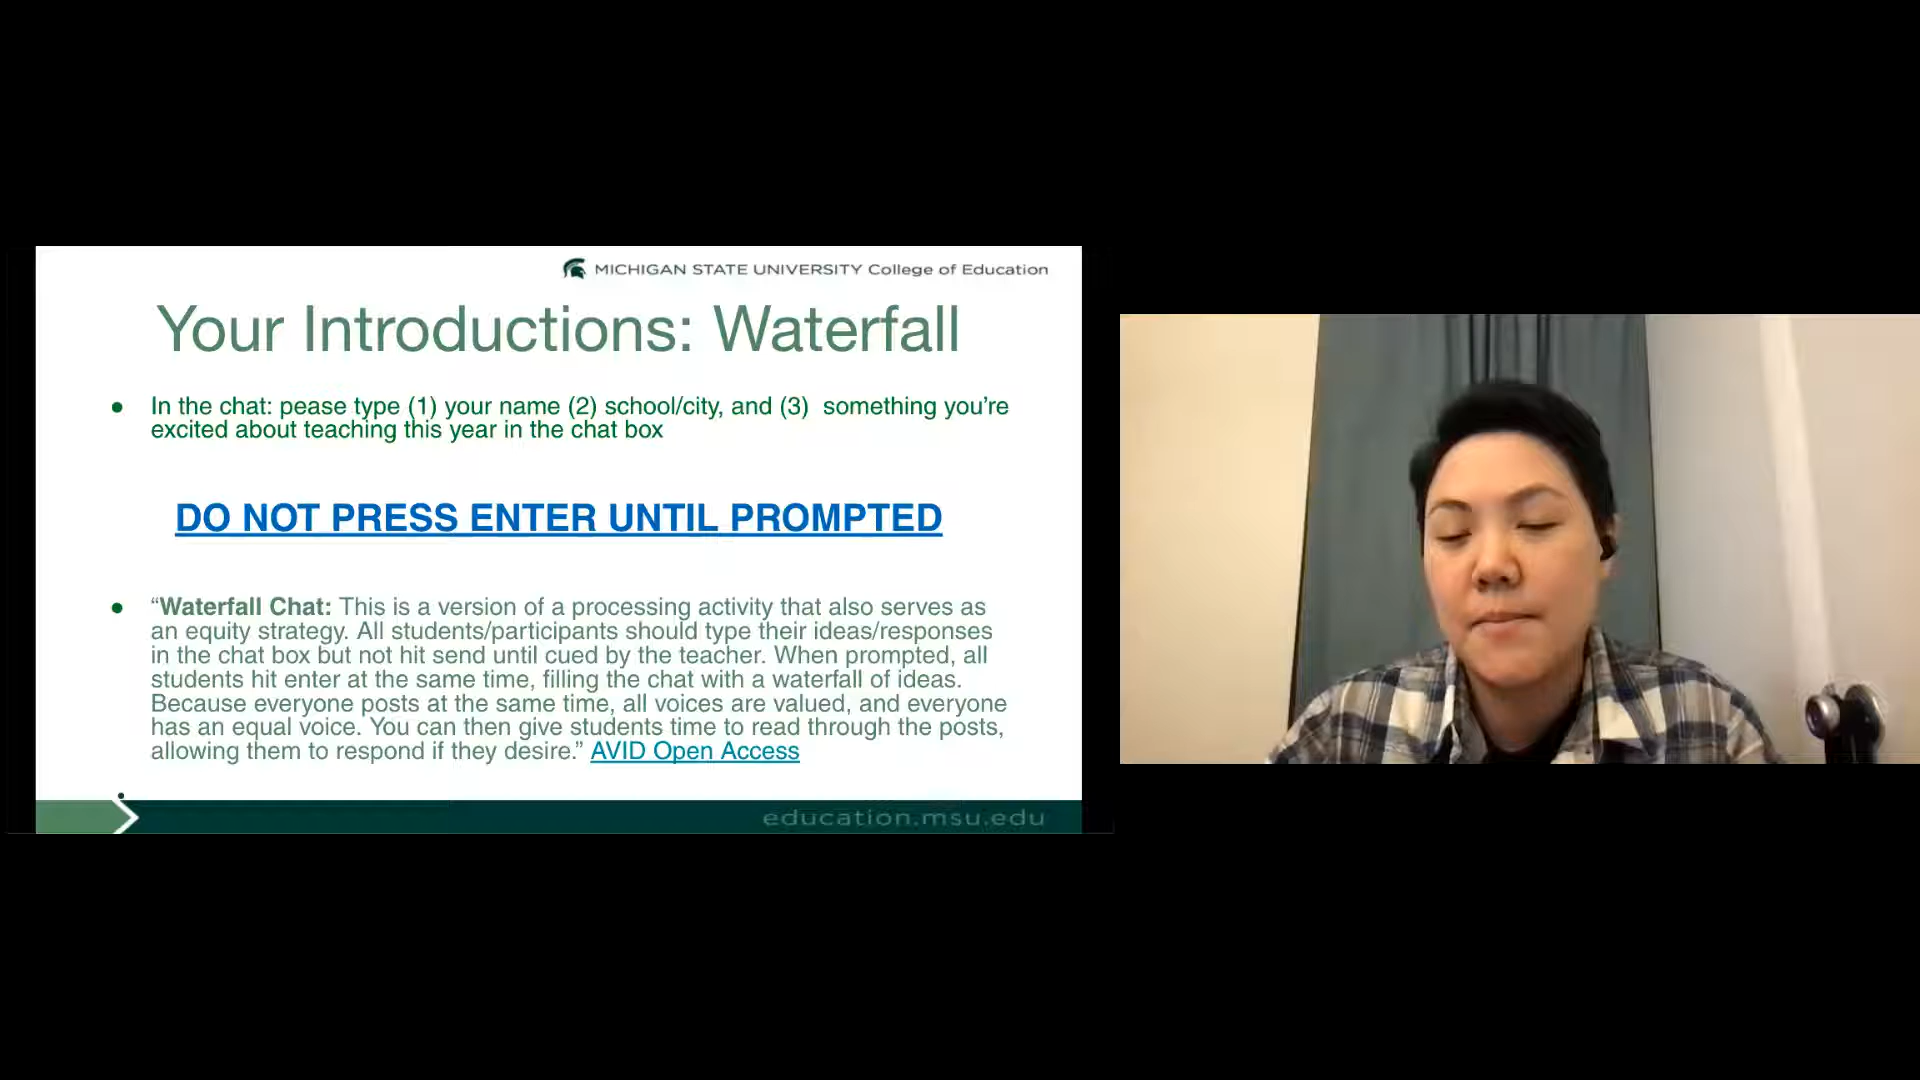 MICHIGAN STATE UNIVERSITY College of Education
Your Introductions: Waterfall
● In the chat: pease type (1) your name (2) school/city, and (3) something you’re
excited about teaching this year in the chat box
DO NOT PRESS ENTER UNTIL PROMPTED
● “Waterfall Chat: This is a version of a processing activity that also serves as
an equity strategy. All students/participants should type their ideas/responses
in the chat box but not hit send until cued by the teacher. When prompted, all
students hit enter at the same time, filling the chat with a waterfall of ideas.
Because everyone posts at the same time, all voices are valued, and everyone
has an equal voice. You can then give students time to read through the posts,
allowing them to respond if they desire.” AVID Open Access
education.msu.edu